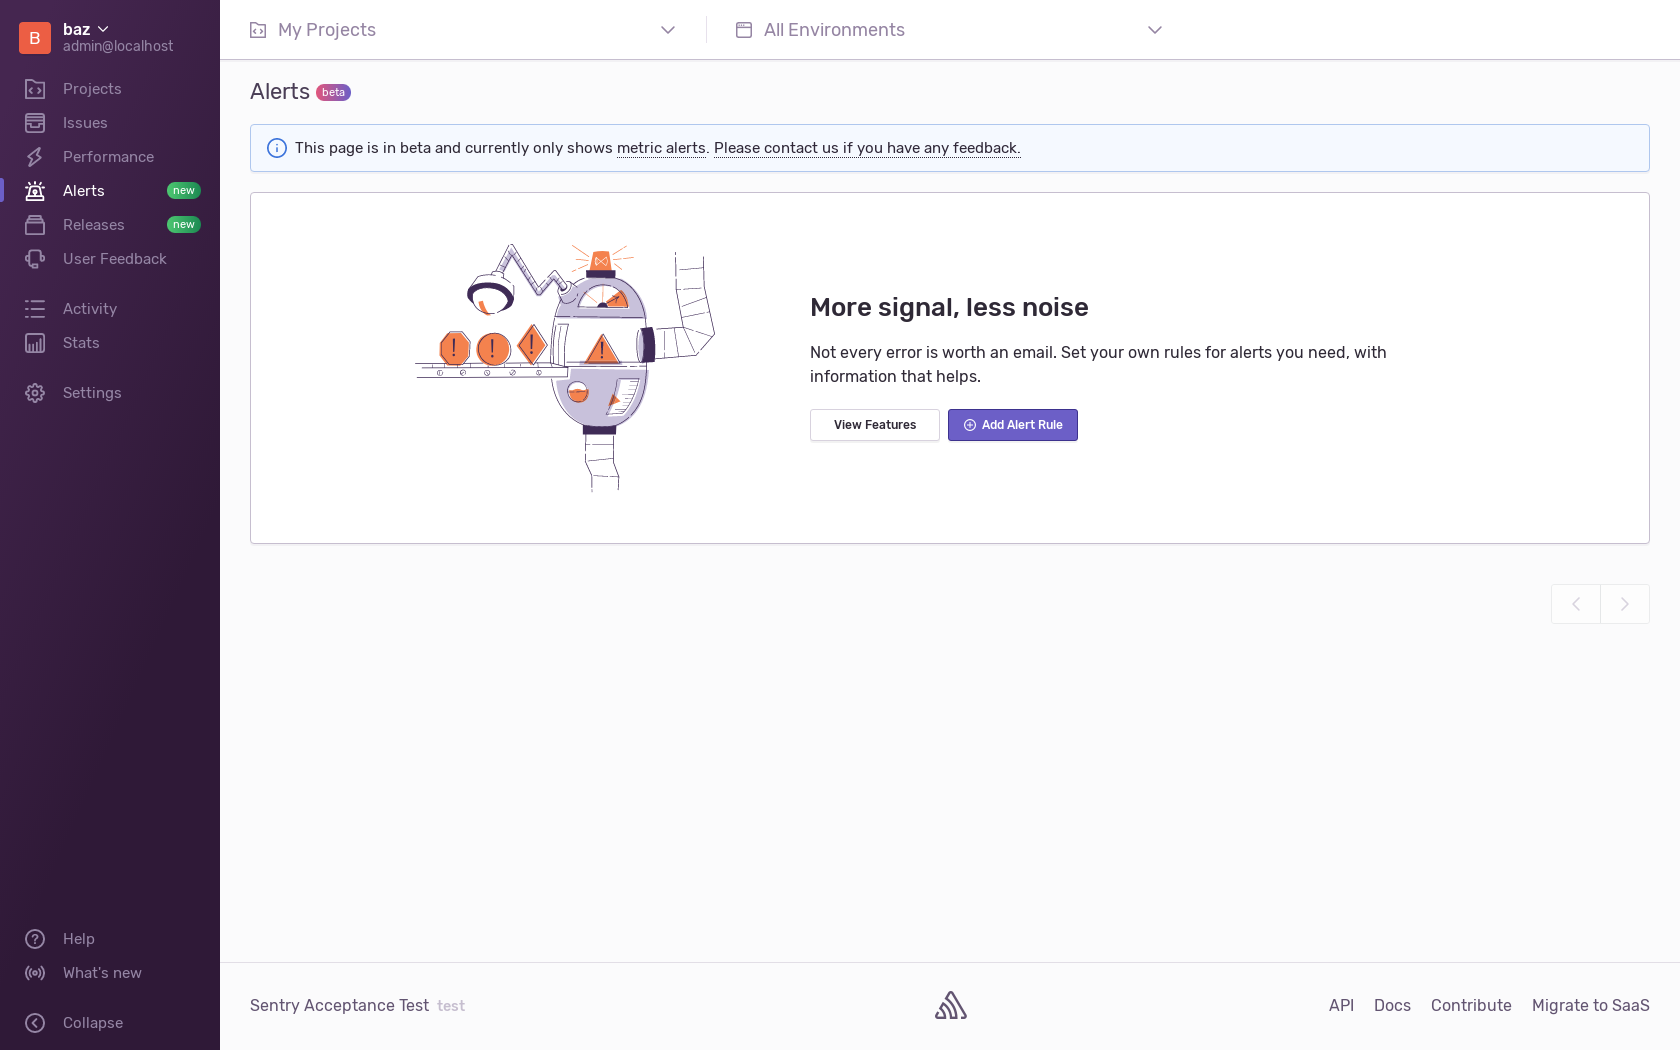 B
baz
admin@localhost
Projects
Issues
Performance
Alerts new
Releases new
User Feedback
Activity
Stats
Settings
Help
What's new
Collapse
My Projects
All Environments
Alerts beta
This page is in beta and currently only shows metric alerts. Please contact us if you have any feedback.
More signal, less noise
Not every error is worth an email. Set your own rules for alerts you need, with
information that helps.
View Features
Add Alert Rule
Sentry Acceptance Test test
API Docs Contribute Migrate to SaaS